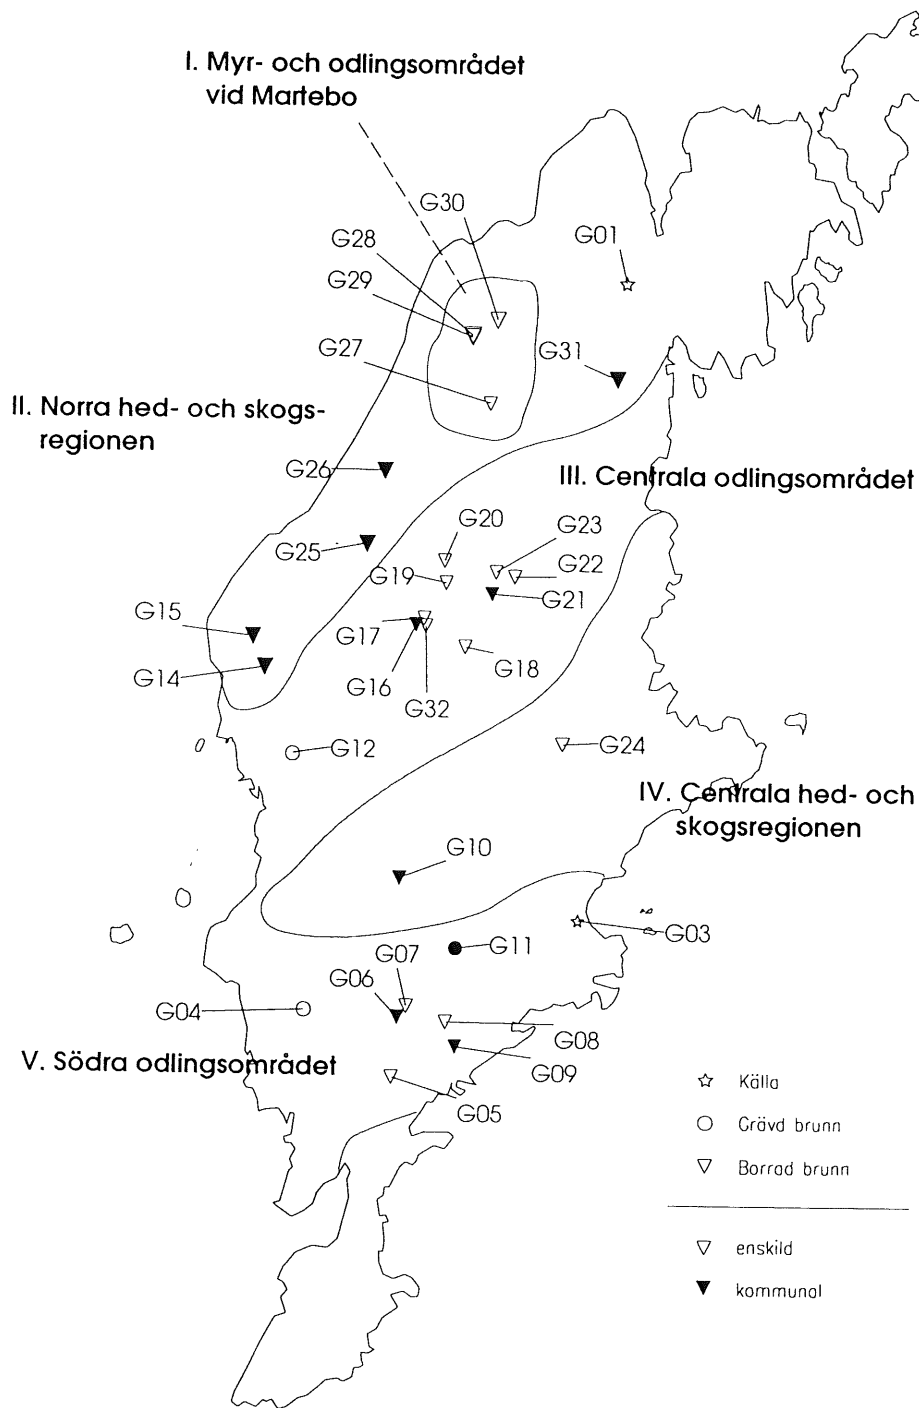 I. Myr- och odlingsområdet
vid Martebo
G30
G28
G01
G29
G27
G31
II. Norra hed- och skogs-
regionen
G26
III. Centrala odlingsområdet
G20
G23
G25
G22
G19
G21
G15
G17
G14
G16
G18
G32
G12
G24
IV. Centrala hed- och
skogsregionen
G10
G03
G11
G07
G06
G04
G08
V. Södra odlingsområdet
G09
G05
Källa
Grävd brunn
Borrad brunn
enskild
kommunal